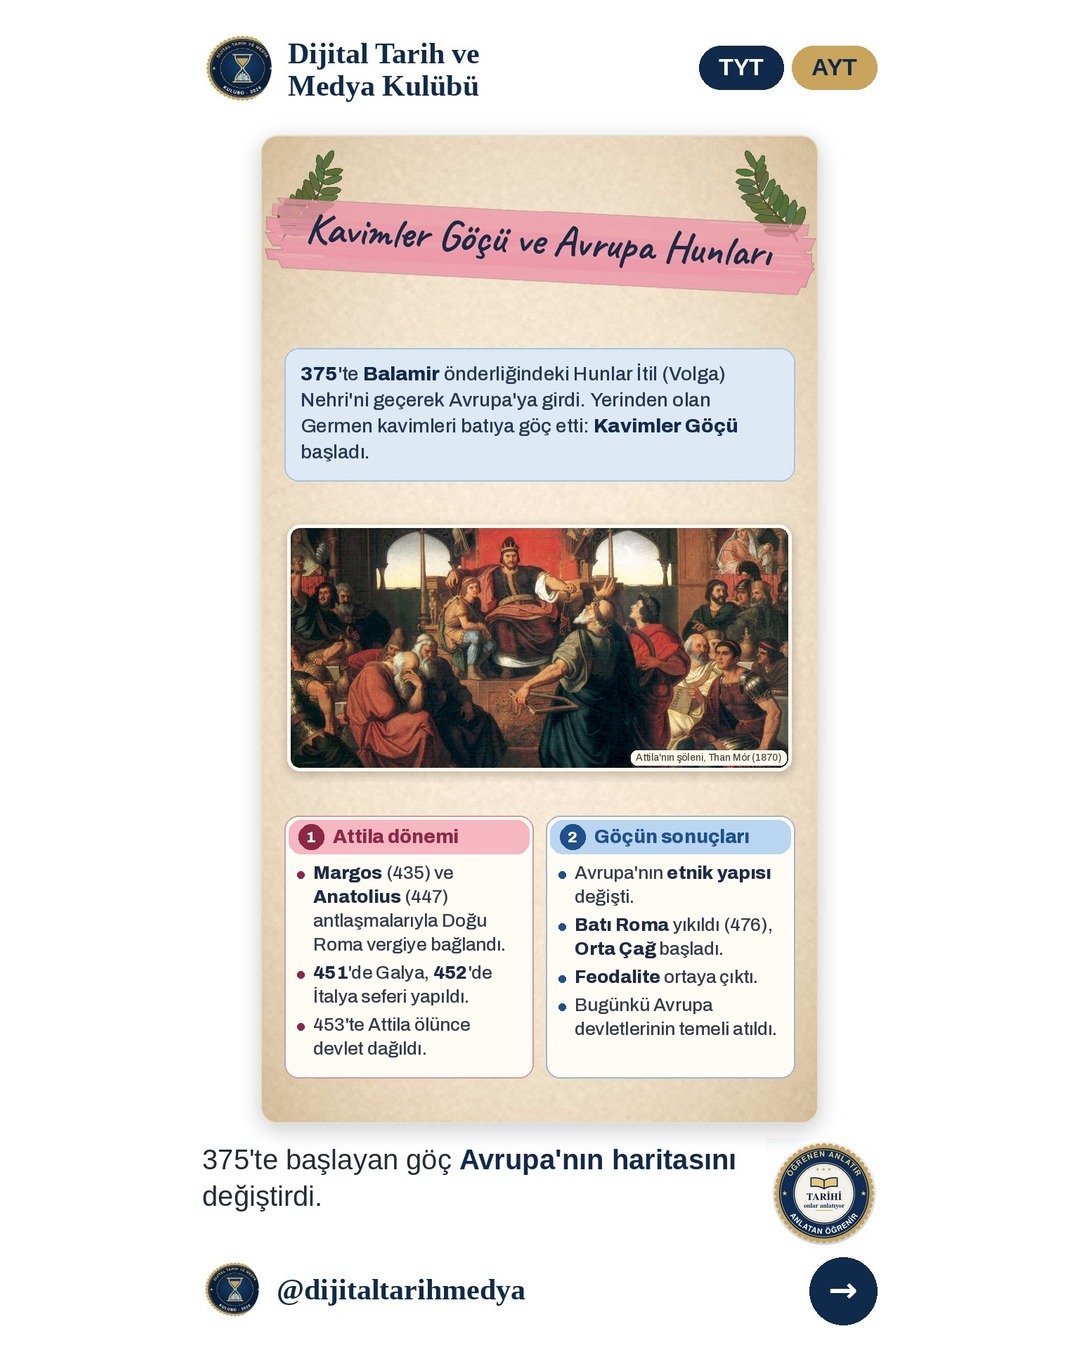 Dijital Tarih ve
Medya Kulübü
TYT
AYT
Kavimler Göçü ve Avrupa Hunları
375'te Balamir önderliğindeki Hunlar İtil (Volga)
Nehri'ni geçerek Avrupa'ya girdi. Yerinden olan
Germen kavimleri batıya göç etti: Kavimler Göçü
başladı.
Attila'nın şöleni, Than Mór (1870)
1 Attila dönemi
Margos (435) ve
Anatolius (447)
antlaşmalarıyla Doğu
Roma vergiye bağlandı.
451'de Galya, 452'de
İtalya seferi yapıldı.
453'te Attila ölünce
devlet dağıldı.
2 Göçün sonuçları
Avrupa'nın etnik yapısı
değişti.
Batı Roma yıkıldı (476),
Orta Çağ başladı.
Feodalite ortaya çıktı.
Bugünkü Avrupa
devletlerinin temeli atıldı.
375'te başlayan göç Avrupa'nın haritasını
değiştirdi.
ÖĞRENEN ANLATIR
TARİHİ
onlar anlatıyor
ANLATAN ÖĞRENİR
@dijitaltarihmedya
→